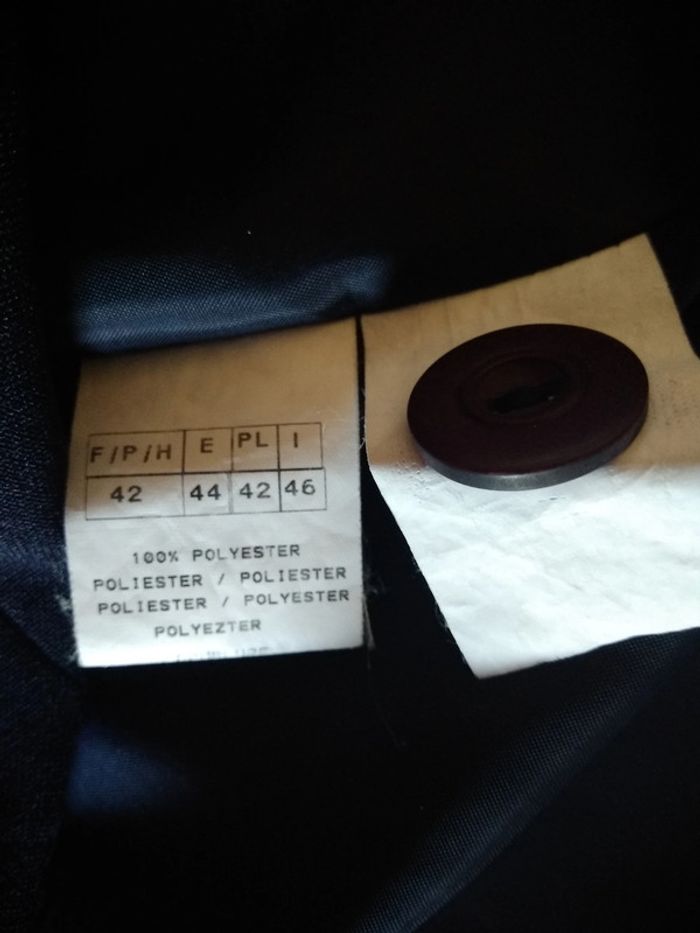 F/P/H E PL I
42 44 42 46
100% POLYESTER
POLIESTER / POLIESTER
POLIESTER / POLYESTER
POLYEZTER